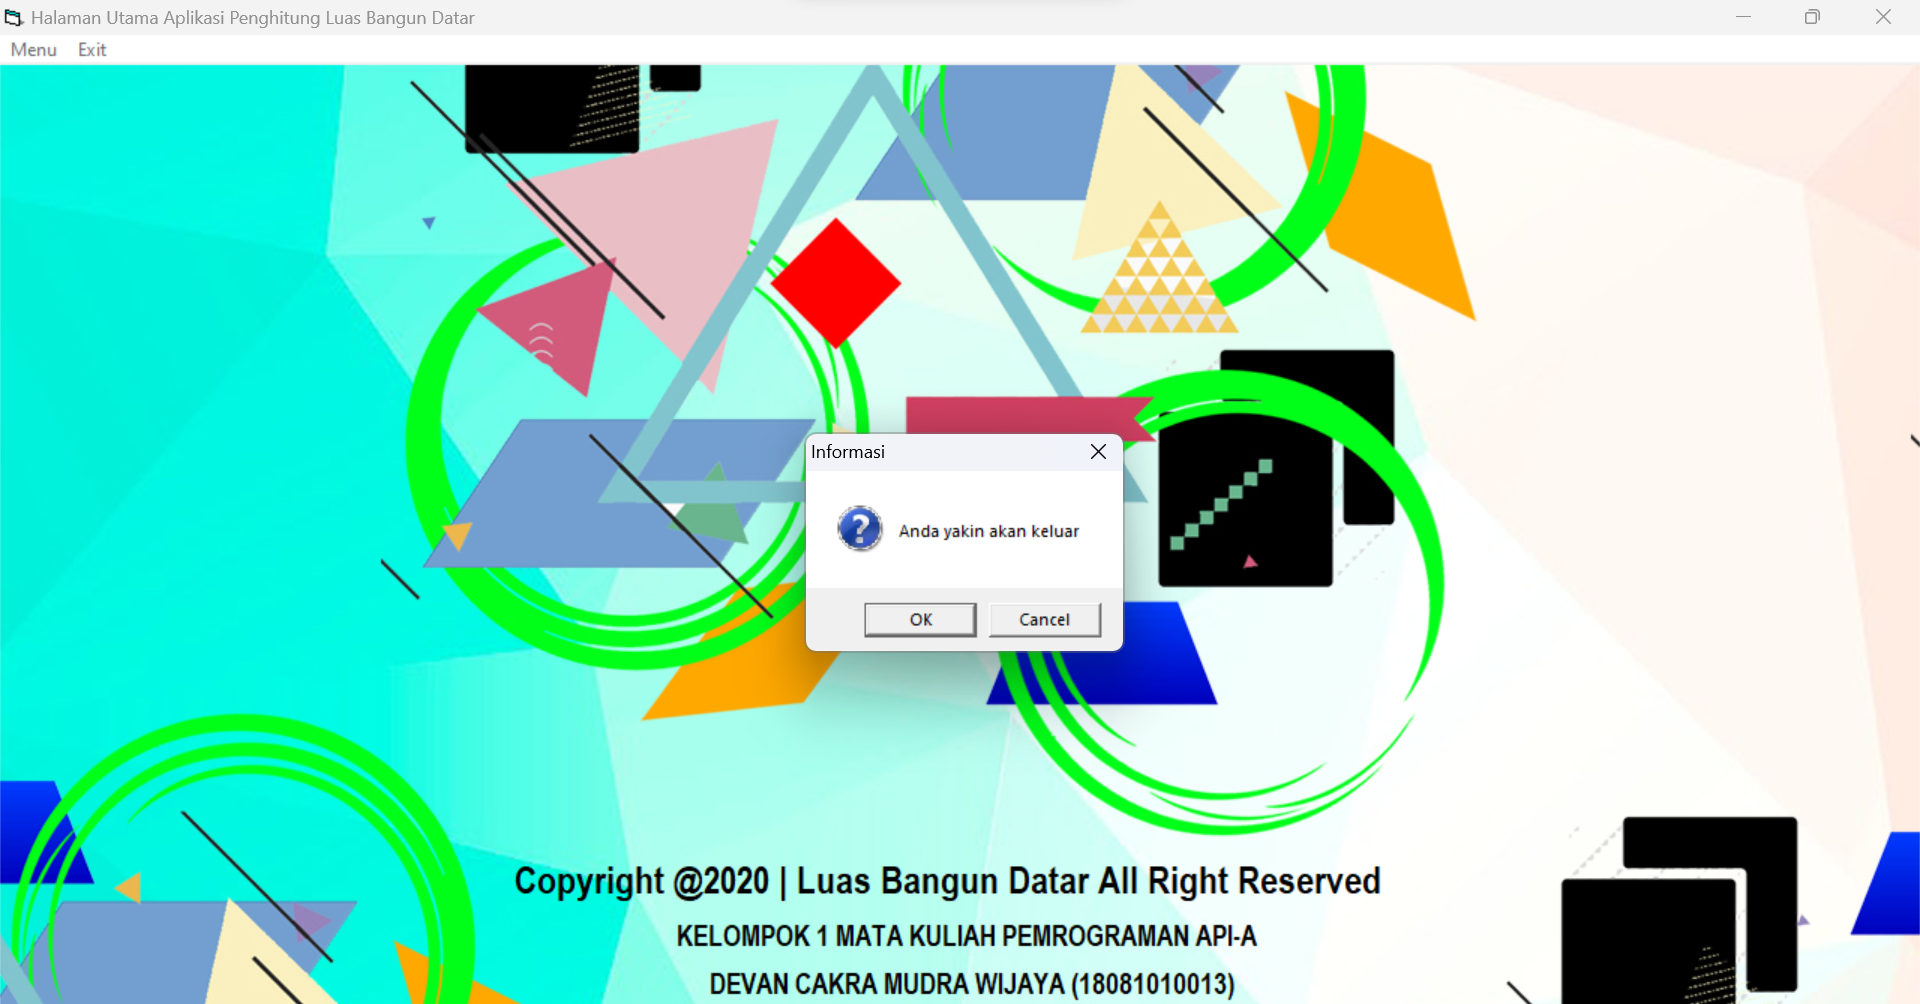 Halaman Utama Aplikasi Penghitung Luas Bangun Datar
Menu Exit
Informasi
Anda yakin akan keluar
OK Cancel
Copyright @2020 | Luas Bangun Datar All Right Reserved
KELOMPOK 1 MATA KULIAH PEMROGRAMAN API-A
DEVAN CAKRA MUDRA WIJAYA (18081010013)